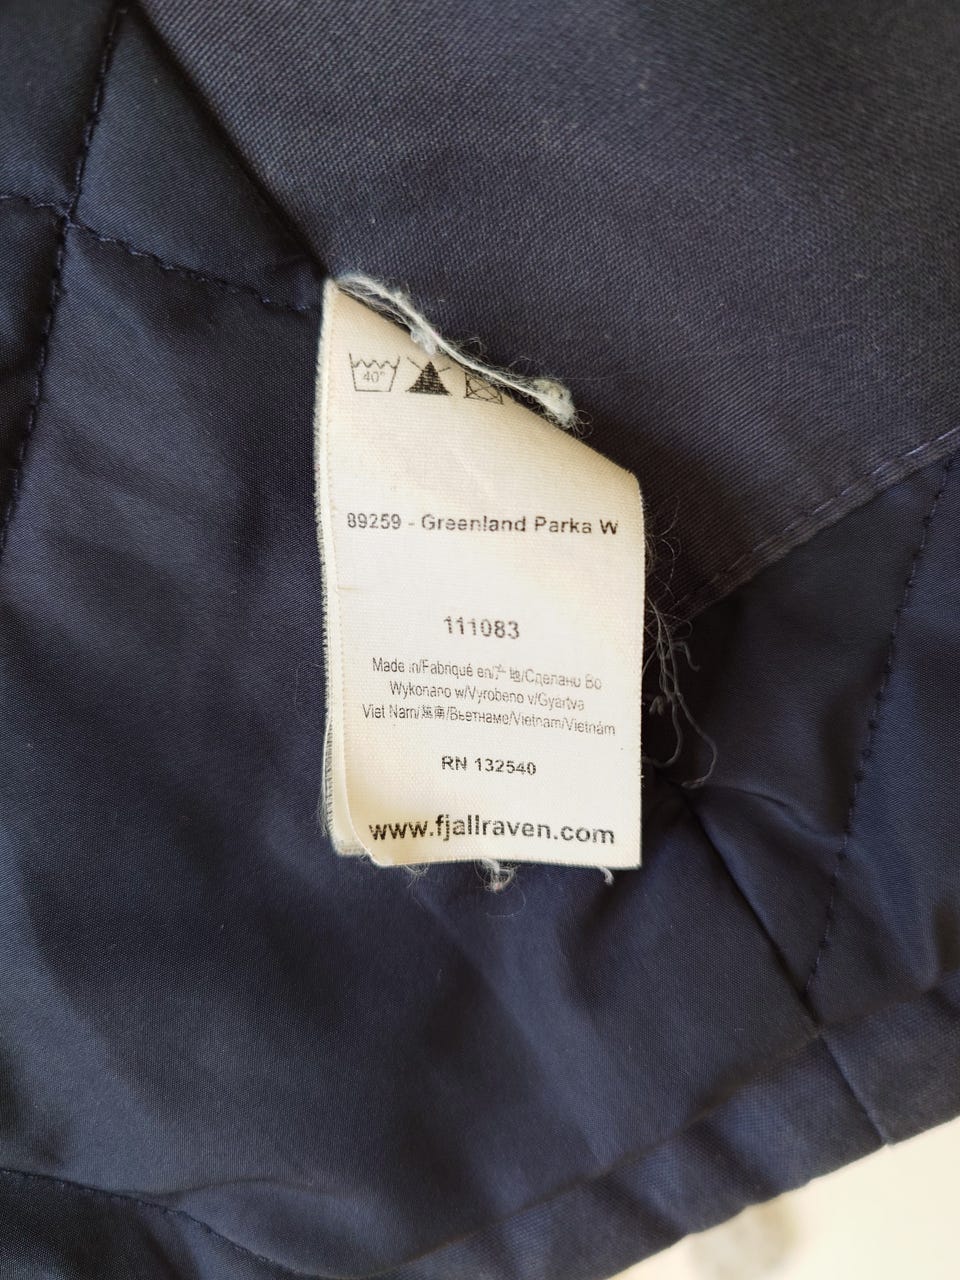 40°
89259 - Greenland Parka W
111083
Made in/Fabriqué en/产地/Сделано Во
Wykonano w/Vyrobeno v/Gyártva
Viet Nam/越南/Вьетнаме/Vietnam/Vietnám
RN 132540
www.fjallraven.com